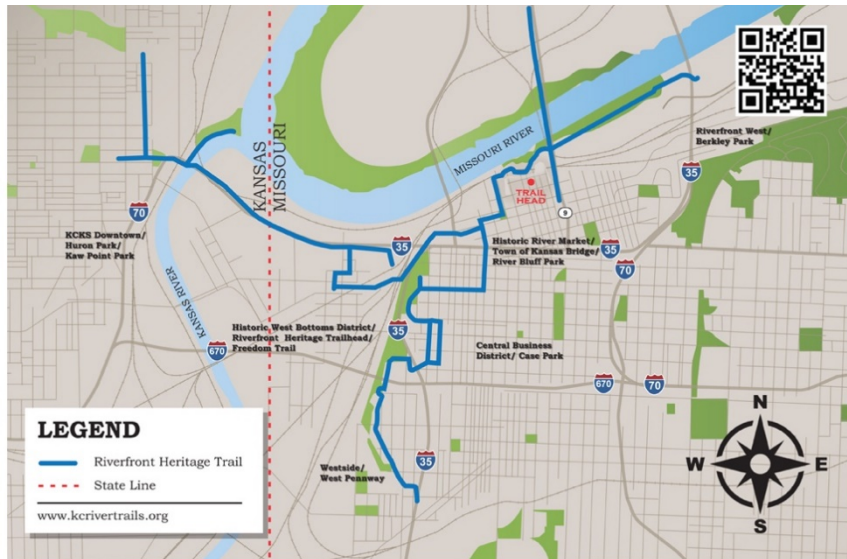 KANSAS
MISSOURI
MISSOURI RIVER
Riverfront West/
Berkley Park
35
TRAIL
HEAD
9
70
KCKS Downtown/
Huron Park/
Kaw Point Park
35
Historic River Market/
Town of Kansas Bridge/
River Bluff Park
35
70
KANSAS RIVER
Historic West Bottoms District/
Riverfront Heritage Trailhead/
Freedom Trail
35
670
Central Business
District/ Case Park
670
70
35
Westside/
West Pennway
LEGEND
Riverfront Heritage Trail
State Line
www.kcrivertrails.org
N
W
E
S